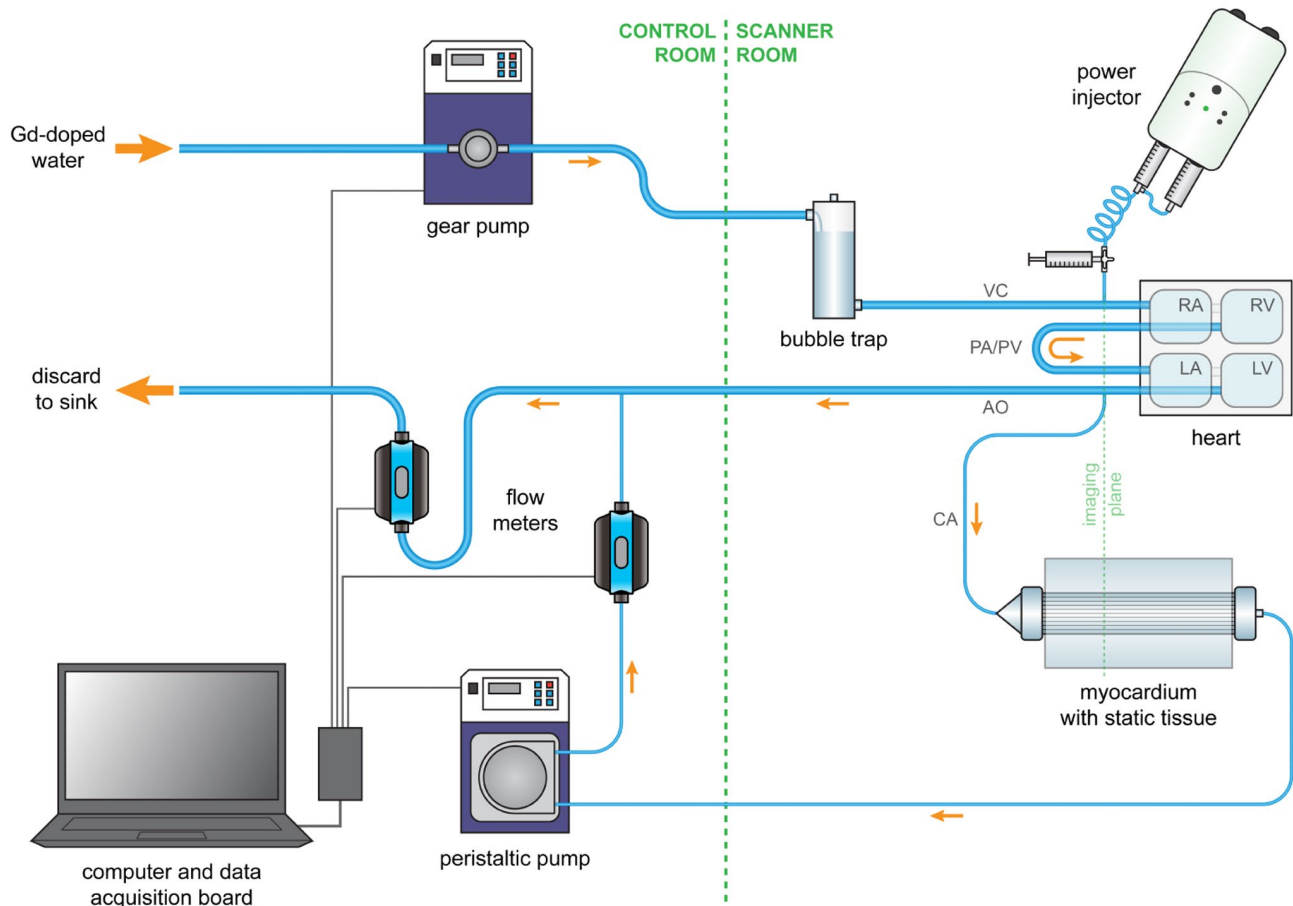 CONTROL
ROOM
SCANNER
ROOM
power
injector
Gd-doped
water
gear pump
VC
RA
RV
bubble trap
PA/PV
discard
to sink
LA
LV
AO
heart
flow
meters
imaging
plane
CA
myocardium
with static tissue
peristaltic pump
computer and data
acquisition board